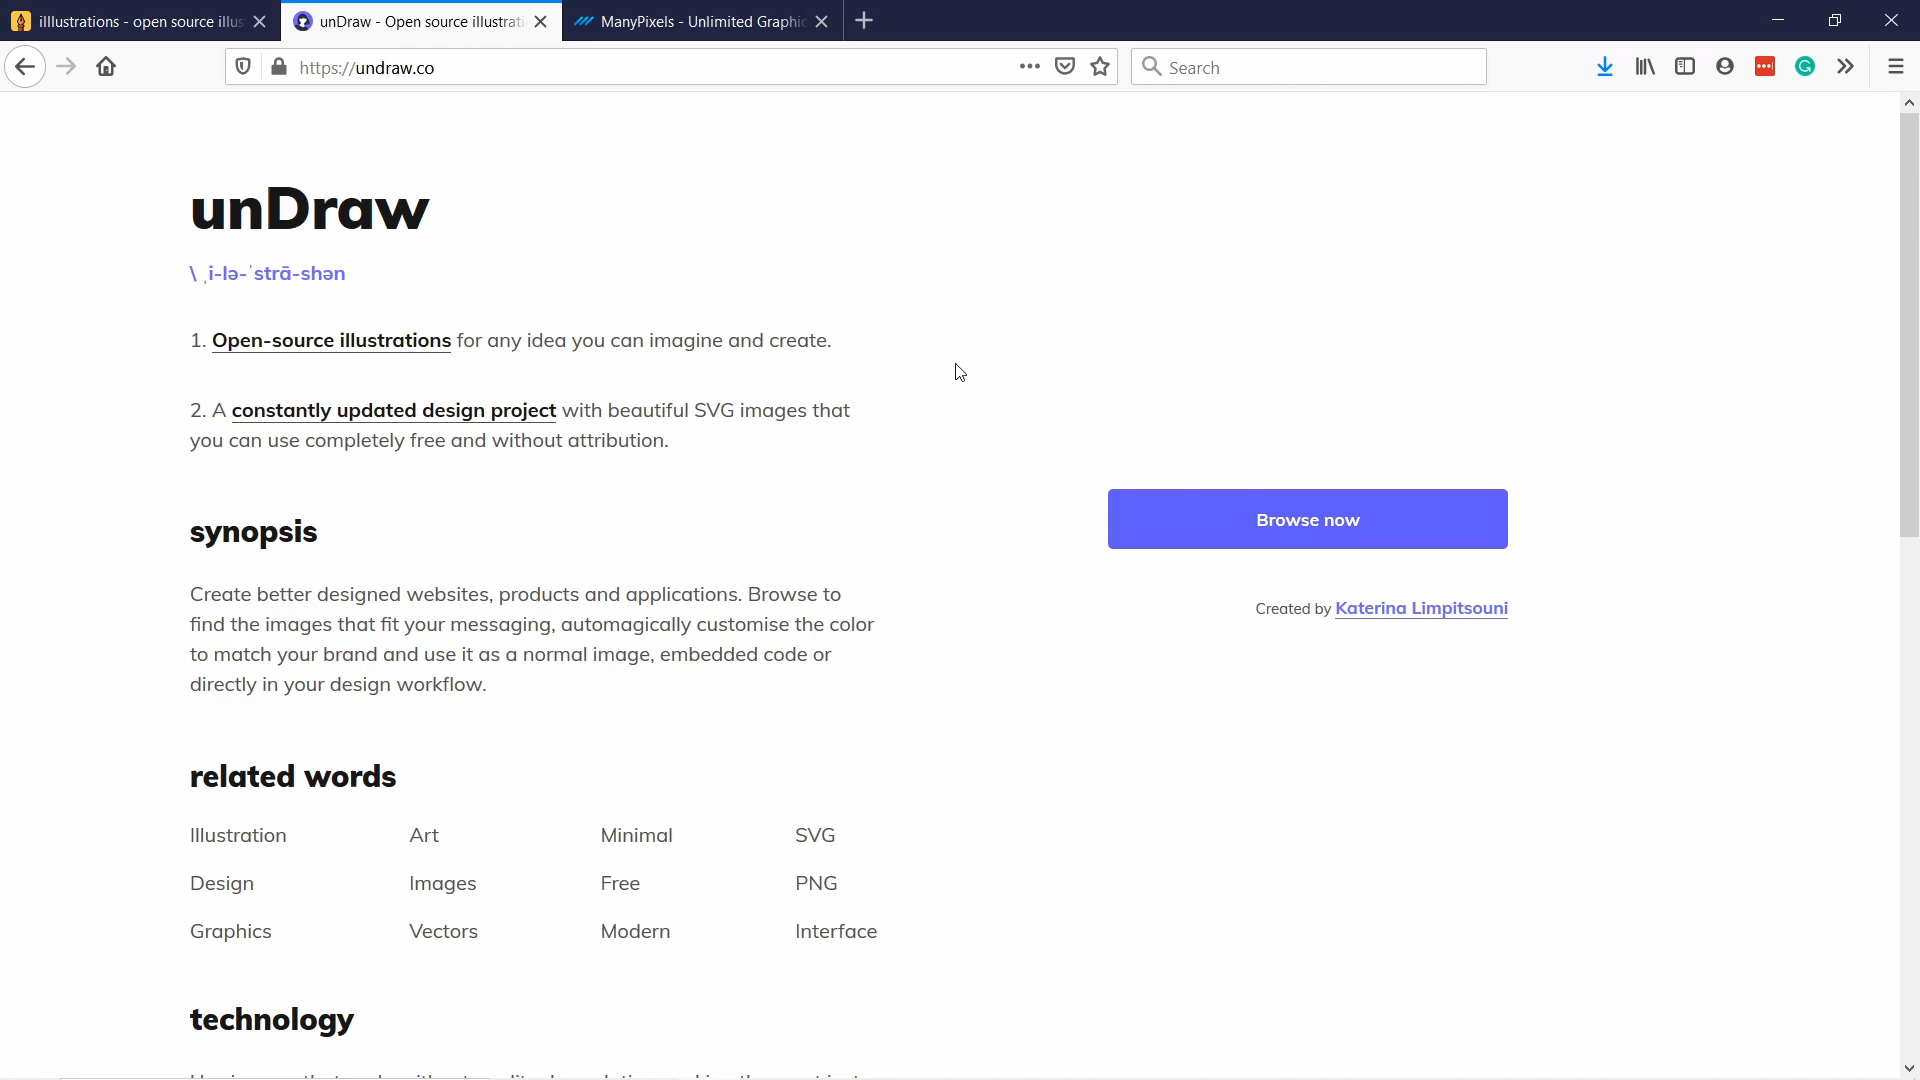 illlustrations - open source illus
unDraw - Open source illustrati
ManyPixels - Unlimited Graphic
https://undraw.co
Search
unDraw
\ ˌi-lə-ˈstrā-shən
1. Open-source illustrations for any idea you can imagine and create.
2. A constantly updated design project with beautiful SVG images that
you can use completely free and without attribution.
synopsis
Create better designed websites, products and applications. Browse to
find the images that fit your messaging, automagically customise the color
to match your brand and use it as a normal image, embedded code or
directly in your design workflow.
Browse now
Created by Katerina Limpitsouni
related words
Illustration Art Minimal SVG
Design Images Free PNG
Graphics Vectors Modern Interface
technology